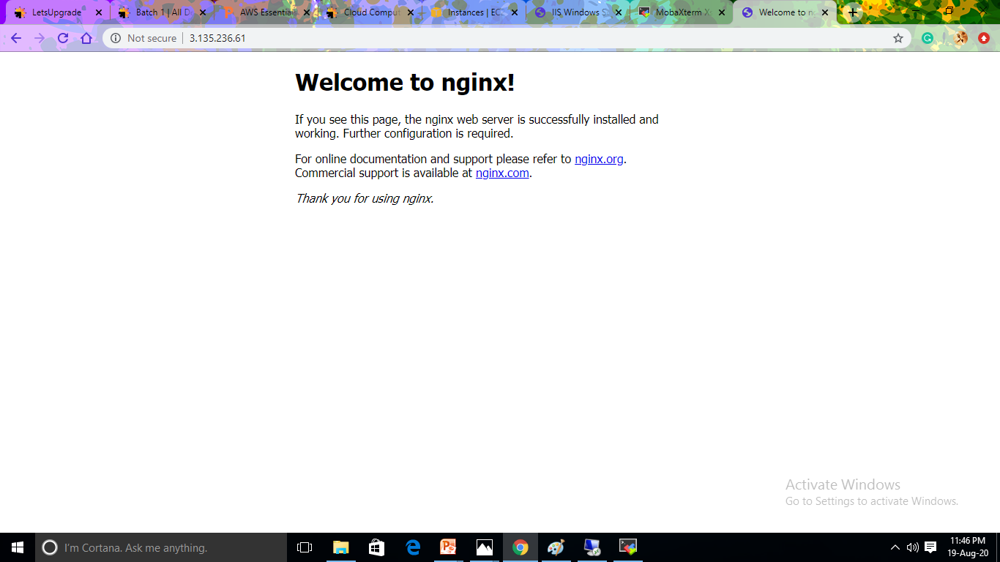 LetsUpgrade
Batch 1 | All De
AWS Essential
Cloud Comput
Instances | EC2
IIS Windows S
MobaXterm X
Welcome to n
Not secure | 3.135.236.61
Welcome to nginx!
If you see this page, the nginx web server is successfully installed and
working. Further configuration is required.
For online documentation and support please refer to nginx.org.
Commercial support is available at nginx.com.
Thank you for using nginx.
Activate Windows
Go to Settings to activate Windows.
I'm Cortana. Ask me anything.
11:46 PM
19-Aug-20